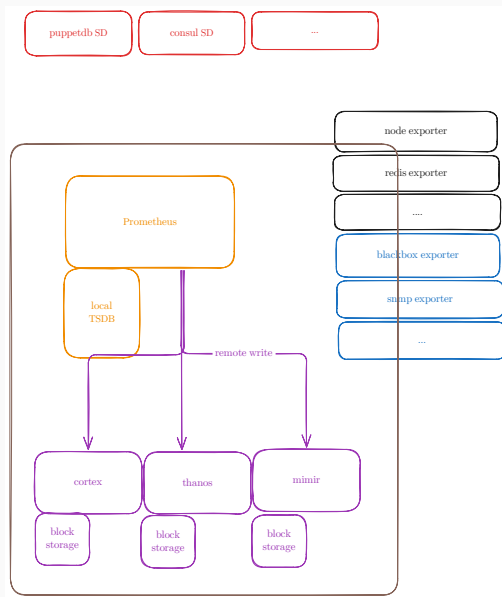 puppetdb SD
consul SD
...
node exporter
redis exporter
....
blackbox exporter
snmp exporter
...
Prometheus
local
TSDB
remote write
cortex
thanos
mimir
block
storage
block
storage
block
storage